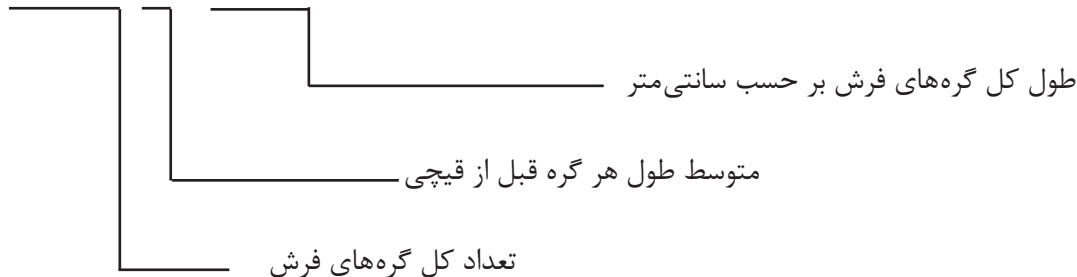 طول کل گره‌های فرش بر حسب سانتی‌متر
متوسط طول هر گره قبل از قیچی
تعداد کل گره‌های فرش